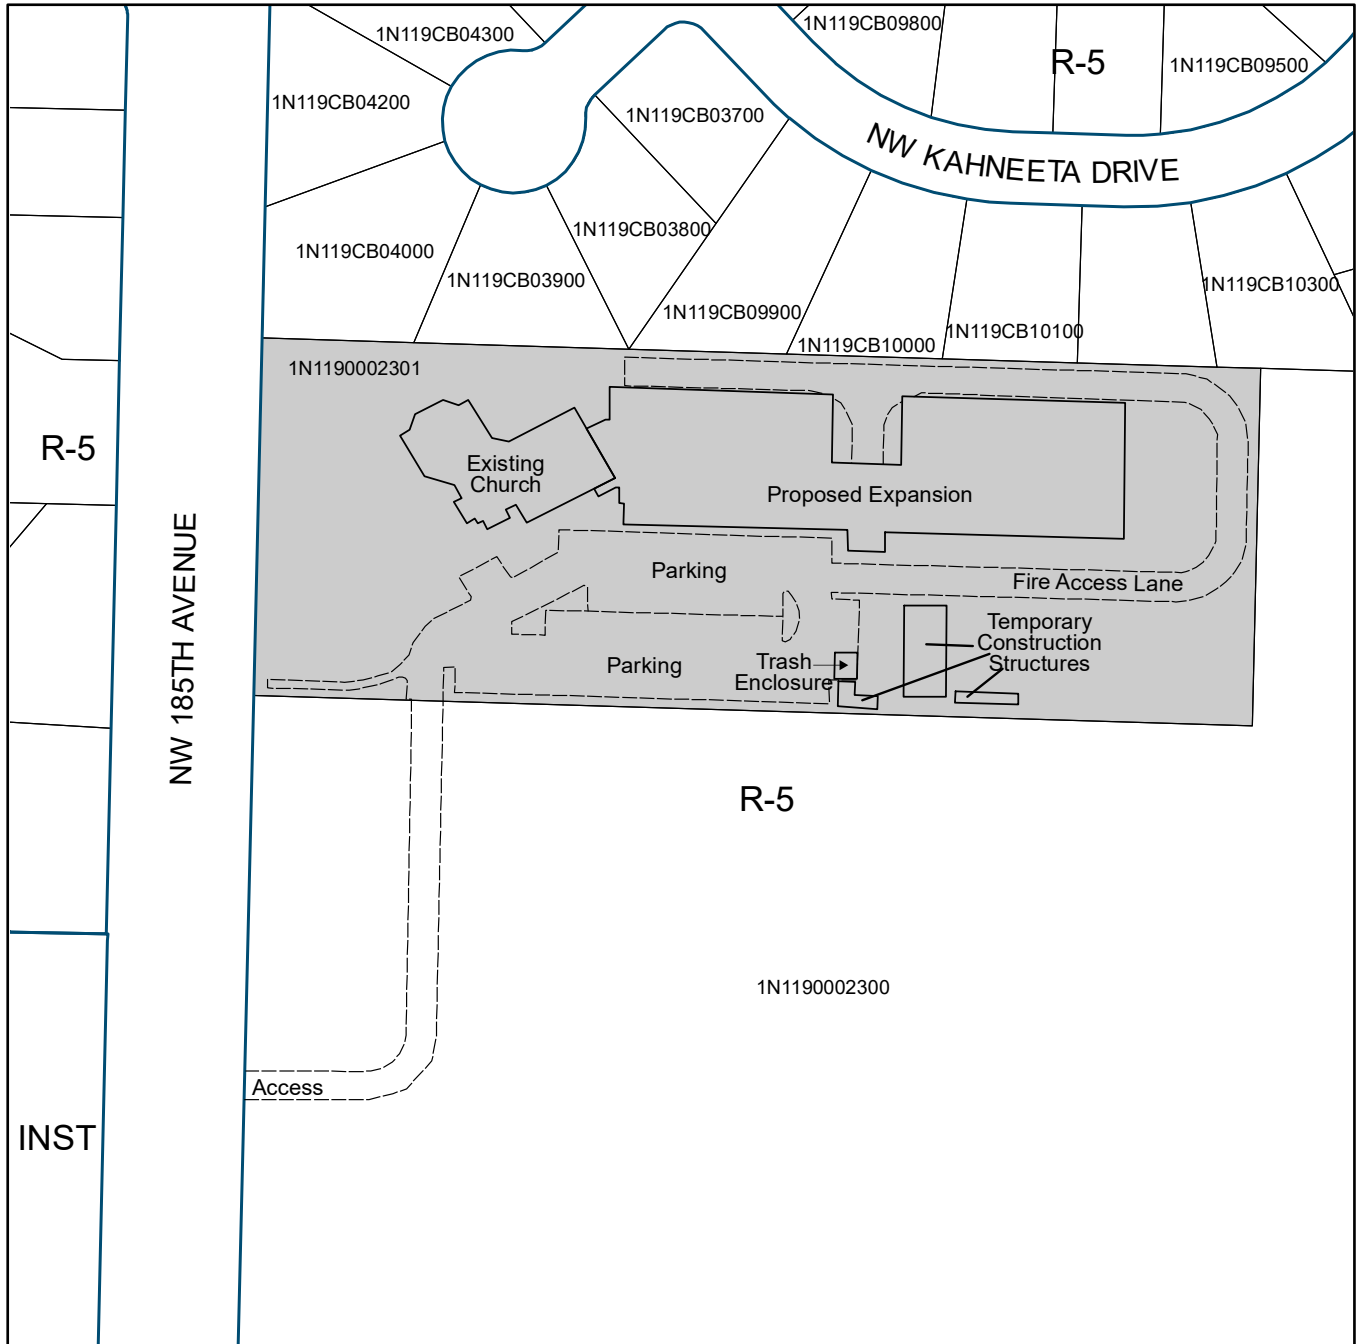 1N119CB04300
1N119CB09800
R-5
1N119CB09500
1N119CB04200
1N119CB03700
NW KAHNEETA DRIVE
1N119CB03800
1N119CB04000
1N119CB03900
1N119CB10300
1N119CB09900
1N119CB10100
1N119CB10000
1N1190002301
R-5
Existing
Church
Proposed Expansion
NW 185TH AVENUE
Parking
Fire Access Lane
Temporary
Construction
Structures
Parking
Trash
Enclosure
R-5
1N1190002300
Access
INST